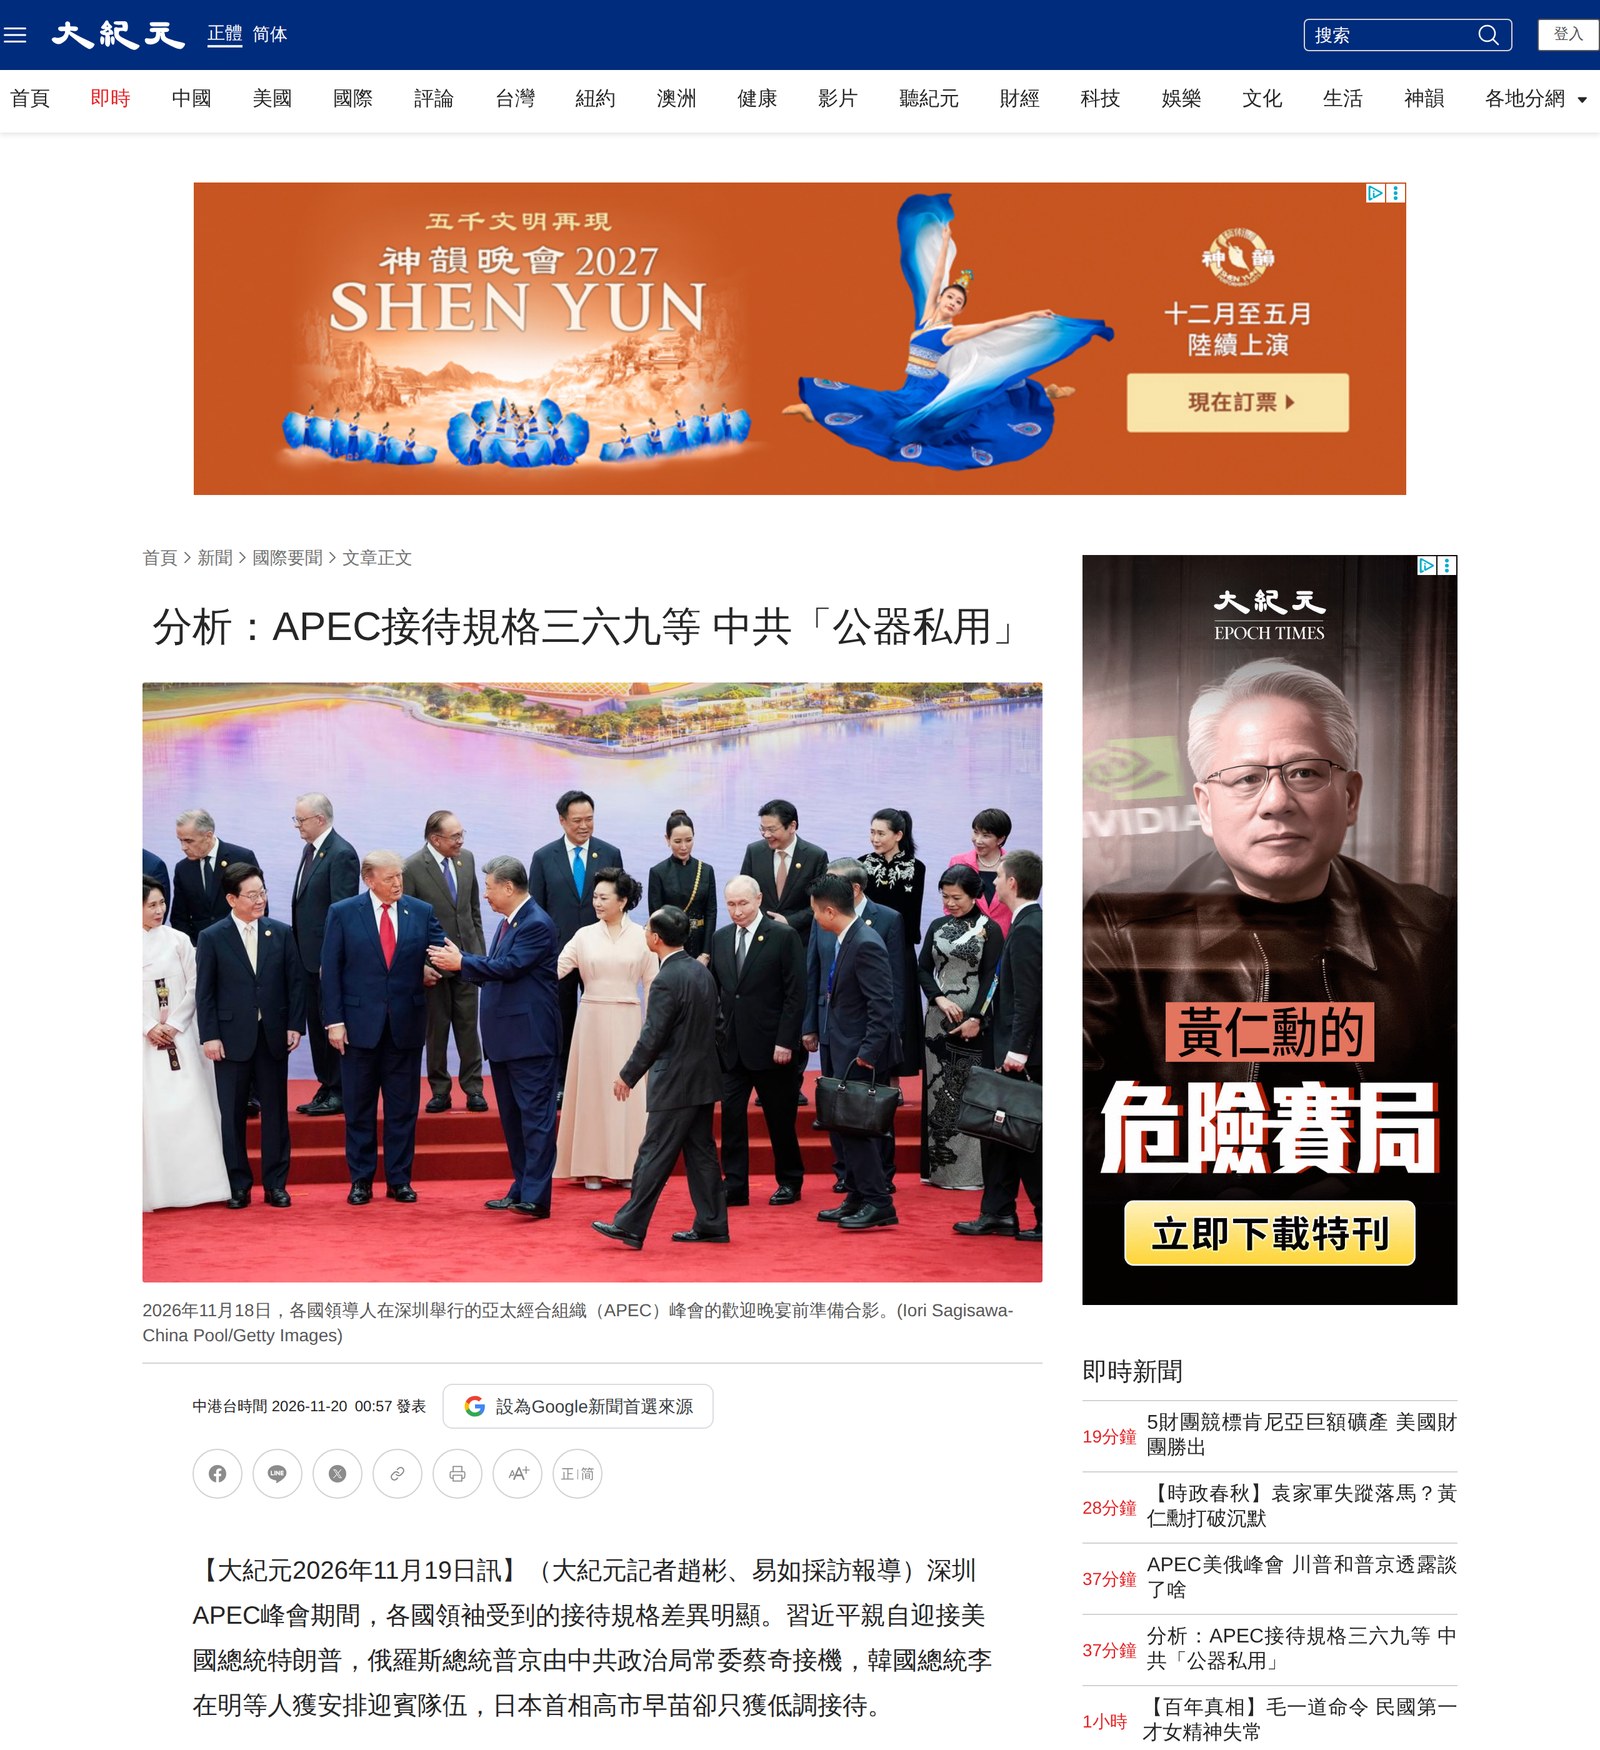 大紀元 正體 简体 搜索 登入
首頁 即時 中國 美國 國際 評論 台灣 紐約 澳洲 健康 影片 聽紀元 財經 科技 娛樂 文化 生活 神韻 各地分網
五千文明再現
神韻晚會 2027
SHEN YUN
神韻
十二月至五月
陸續上演
現在訂票
首頁 > 新聞 > 國際要聞 > 文章正文
分析：APEC接待規格三六九等 中共「公器私用」
2026年11月18日，各國領導人在深圳舉行的亞太經合組織（APEC）峰會的歡迎晚宴前準備合影。(Iori Sagisawa-
China Pool/Getty Images)
中港台時間 2026-11-20 00:57 發表
設為Google新聞首選來源
LINE
AA+
正|简
【大紀元2026年11月19日訊】（大紀元記者趙彬、易如採訪報導）深圳
APEC峰會期間，各國領袖受到的接待規格差異明顯。習近平親自迎接美
國總統特朗普，俄羅斯總統普京由中共政治局常委蔡奇接機，韓國總統李
在明等人獲安排迎賓隊伍，日本首相高市早苗卻只獲低調接待。
大紀元
EPOCH TIMES
NVIDIA
黃仁勳的
危險賽局
立即下載特刊
即時新聞
19分鐘 5財團競標肯尼亞巨額礦產 美國財
團勝出
28分鐘 【時政春秋】袁家軍失蹤落馬？黃
仁勳打破沉默
37分鐘 APEC美俄峰會 川普和普京透露談
了啥
37分鐘 分析：APEC接待規格三六九等 中
共「公器私用」
1小時 【百年真相】毛一道命令 民國第一
才女精神失常